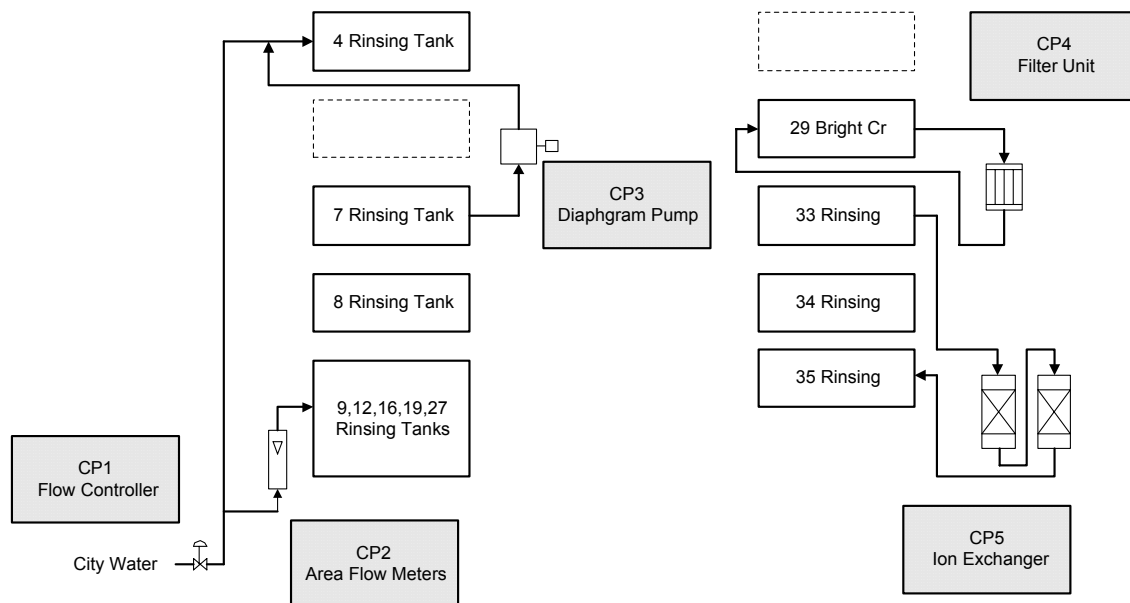 4 Rinsing Tank
7 Rinsing Tank
8 Rinsing Tank
9,12,16,19,27
Rinsing Tanks
CP1
Flow Controller
City Water
CP2
Area Flow Meters
CP3
Diaphgram Pump
CP4
Filter Unit
29 Bright Cr
33 Rinsing
34 Rinsing
35 Rinsing
CP5
Ion Exchanger